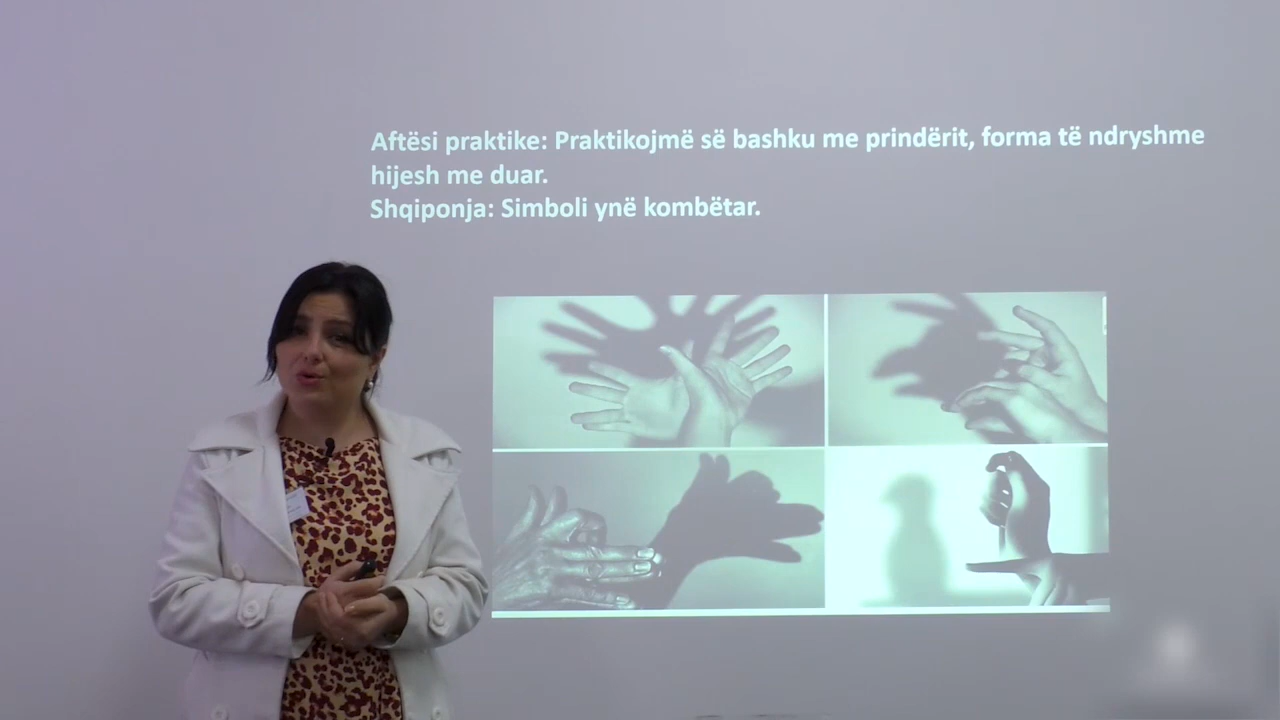 Aftësi praktike: Praktikojmë së bashku me prindërit, forma të ndryshme
hijesh me duar.
Shqiponja: Simboli ynë kombëtar.